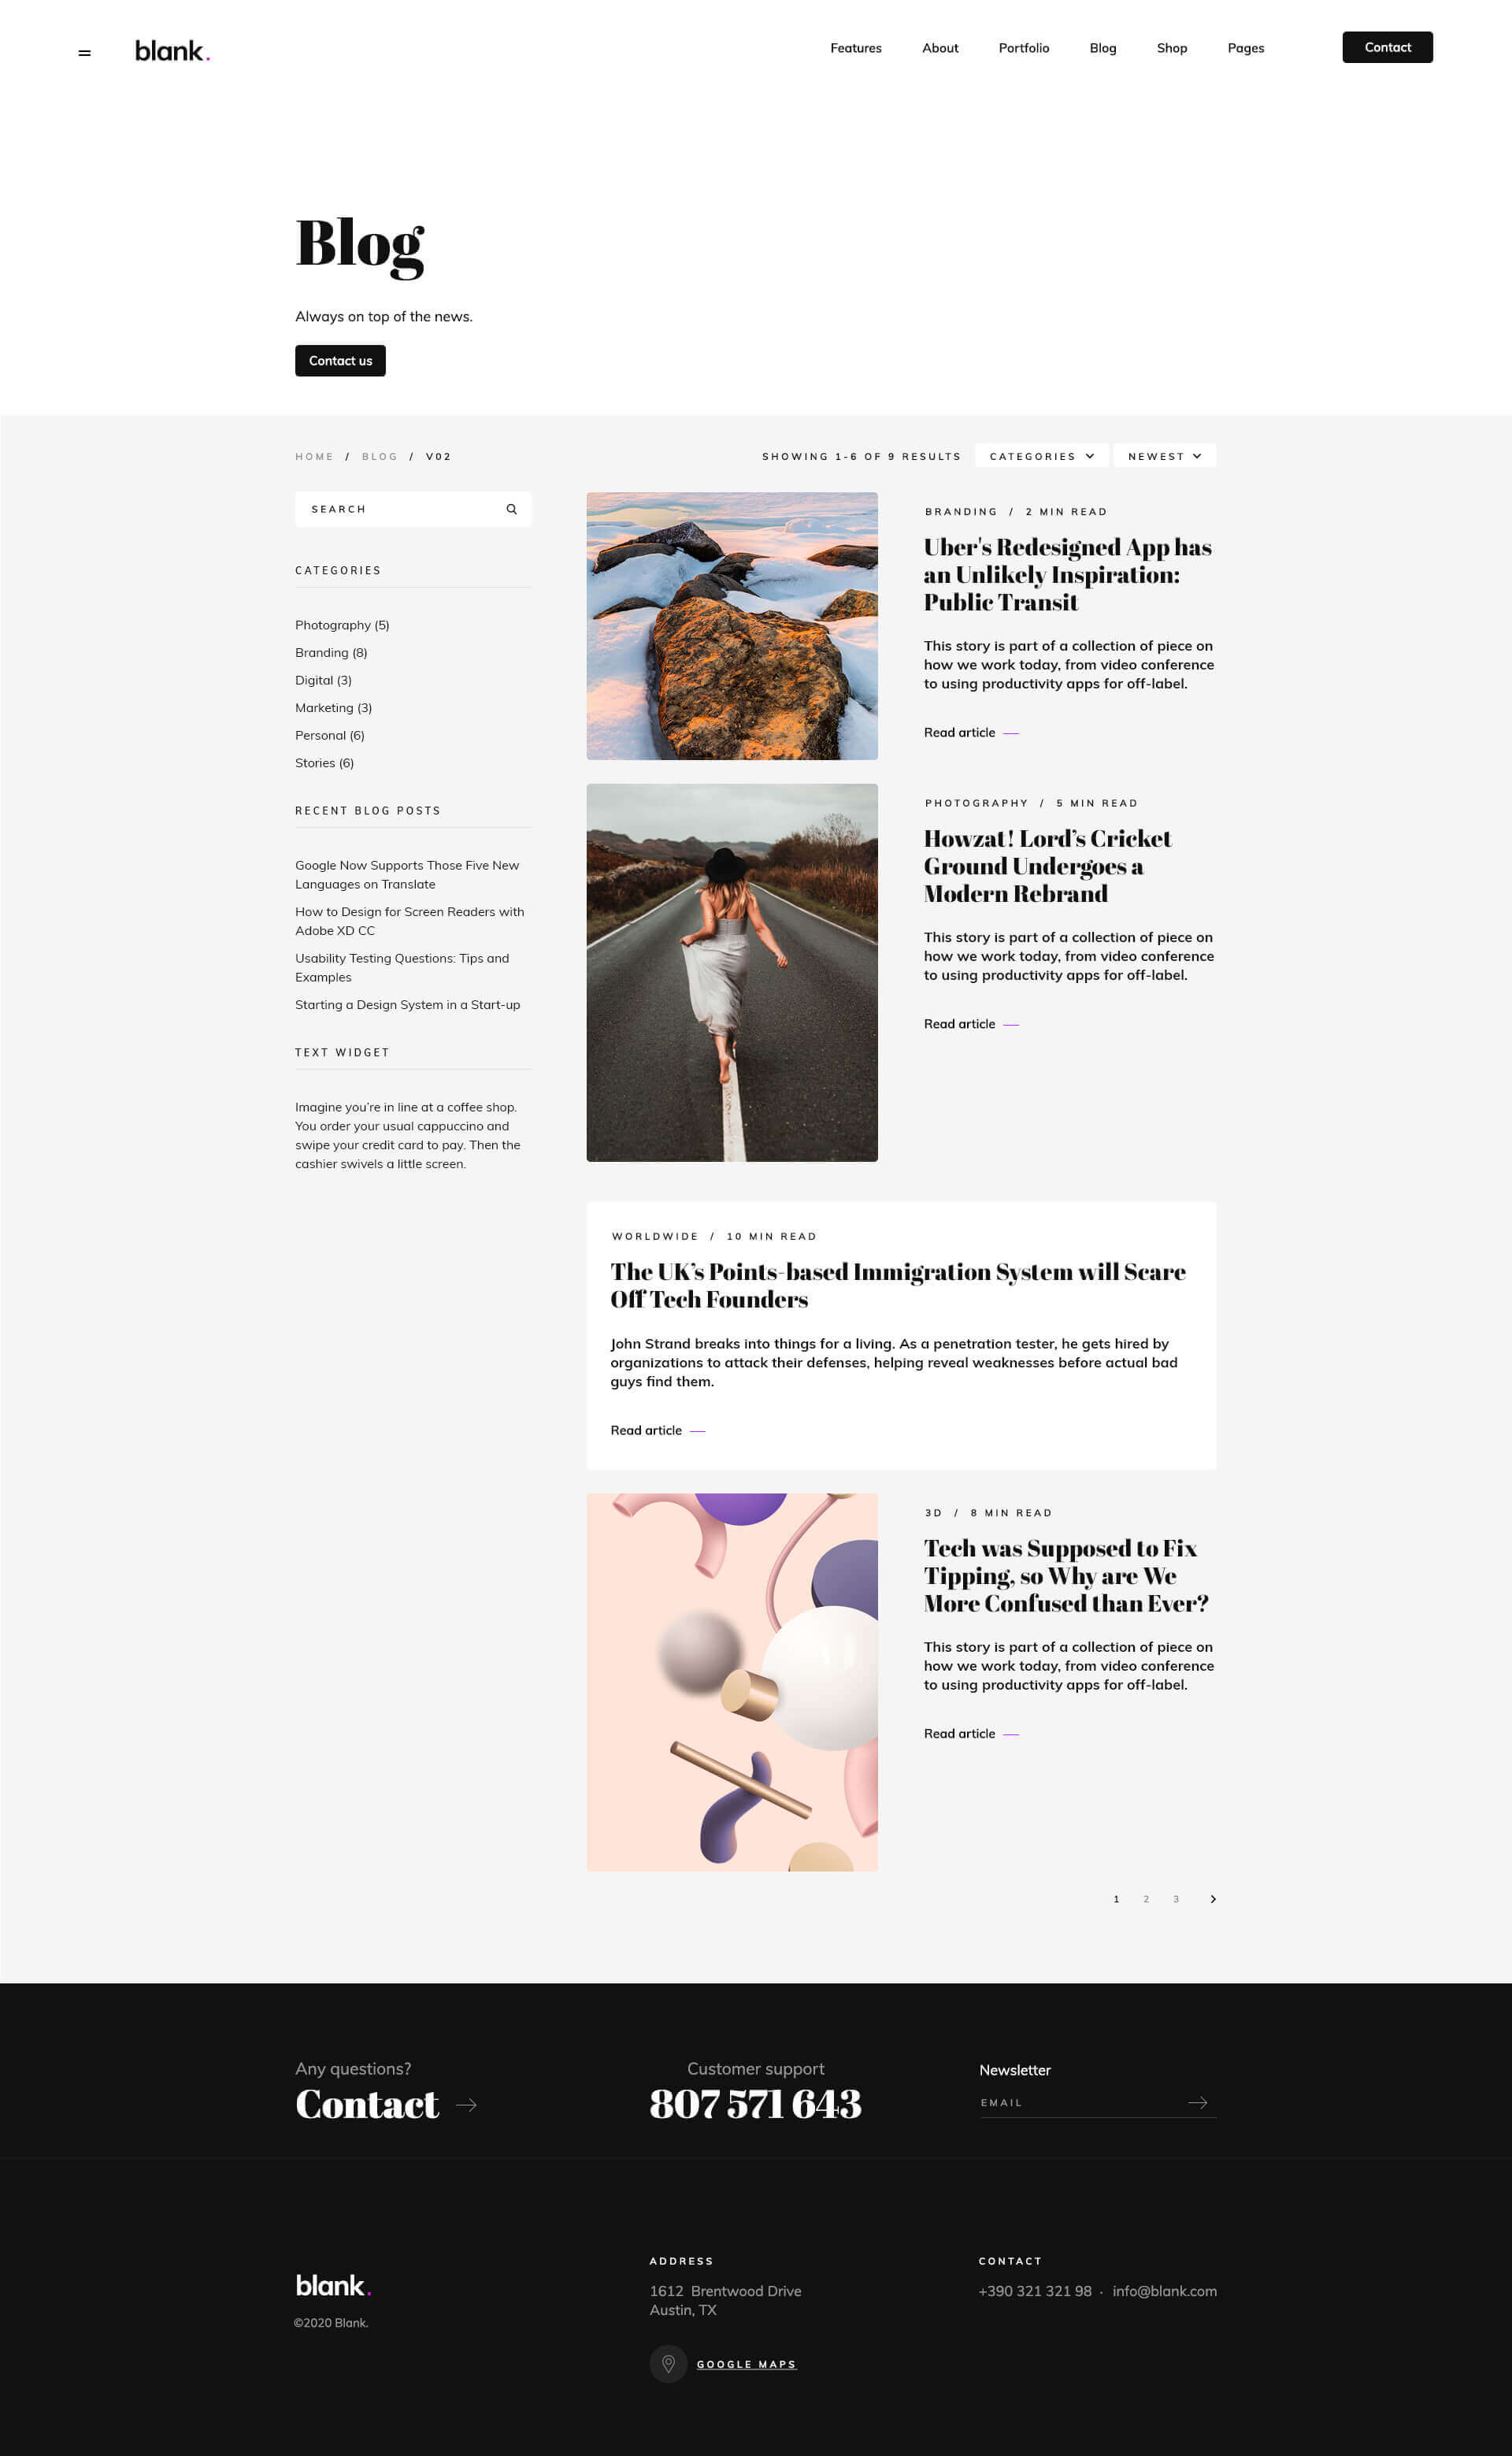 blank.
Features About Portfolio Blog Shop Pages Contact
Blog
Always on top of the news.
Contact us
HOME / BLOG / V02
SHOWING 1-6 OF 9 RESULTS CATEGORIES NEWEST
SEARCH
CATEGORIES
Photography (5)
Branding (8)
Digital (3)
Marketing (3)
Personal (6)
Stories (6)
RECENT BLOG POSTS
Google Now Supports Those Five New
Languages on Translate
How to Design for Screen Readers with
Adobe XD CC
Usability Testing Questions: Tips and
Examples
Starting a Design System in a Start-up
TEXT WIDGET
Imagine you’re in line at a coffee shop.
You order your usual cappuccino and
swipe your credit card to pay. Then the
cashier swivels a little screen.
BRANDING / 2 MIN READ
Uber's Redesigned App has
an Unlikely Inspiration:
Public Transit
This story is part of a collection of piece on
how we work today, from video conference
to using productivity apps for off-label.
Read article
PHOTOGRAPHY / 5 MIN READ
Howzat! Lord’s Cricket
Ground Undergoes a
Modern Rebrand
This story is part of a collection of piece on
how we work today, from video conference
to using productivity apps for off-label.
Read article
WORLDWIDE / 10 MIN READ
The UK’s Points-based Immigration System will Scare
Off Tech Founders
John Strand breaks into things for a living. As a penetration tester, he gets hired by
organizations to attack their defenses, helping reveal weaknesses before actual bad
guys find them.
Read article
3D / 8 MIN READ
Tech was Supposed to Fix
Tipping, so Why are We
More Confused than Ever?
This story is part of a collection of piece on
how we work today, from video conference
to using productivity apps for off-label.
Read article
1 2 3
Any questions?
Contact
Customer support
807 571 643
Newsletter
EMAIL
blank.
©2020 Blank.
ADDRESS
1612 Brentwood Drive
Austin, TX
GOOGLE MAPS
CONTACT
+390 321 321 98 · info@blank.com